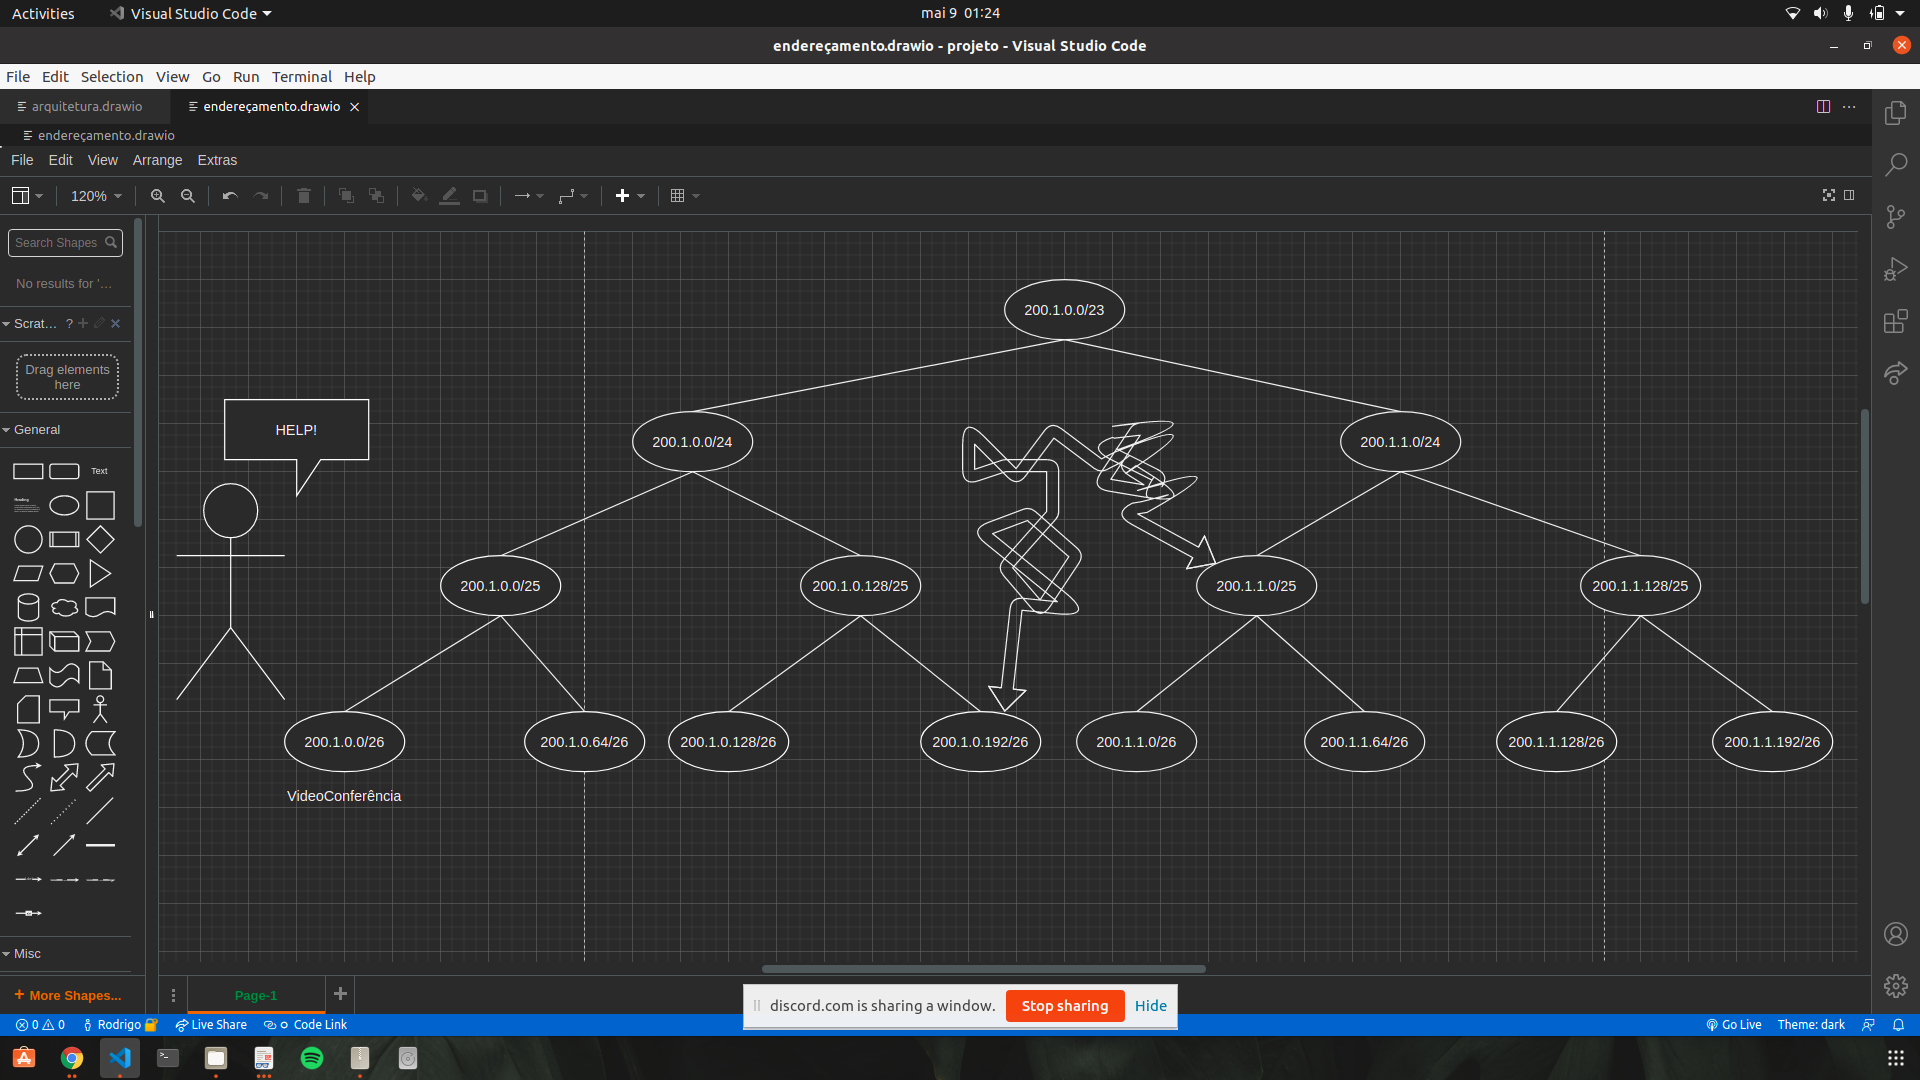 Activities
Visual Studio Code
mai 9 01:24
endereçamento.drawio - projeto - Visual Studio Code
File Edit Selection View Go Run Terminal Help
arquitetura.drawio
endereçamento.drawio
endereçamento.drawio
File Edit View Arrange Extras
120%
Search Shapes
No results for '...
Scrat... ?
Drag elements
here
General
Text
Misc
+ More Shapes...
200.1.0.0/23
HELP!
200.1.0.0/24
200.1.1.0/24
200.1.0.0/25
200.1.0.128/25
200.1.1.0/25
200.1.1.128/25
200.1.0.0/26
200.1.0.64/26
200.1.0.128/26
200.1.0.192/26
200.1.1.0/26
200.1.1.64/26
200.1.1.128/26
200.1.1.192/26
VideoConferência
Page-1
discord.com is sharing a window.
Stop sharing
Hide
0 0 Rodrigo Live Share Code Link
Go Live Theme: dark